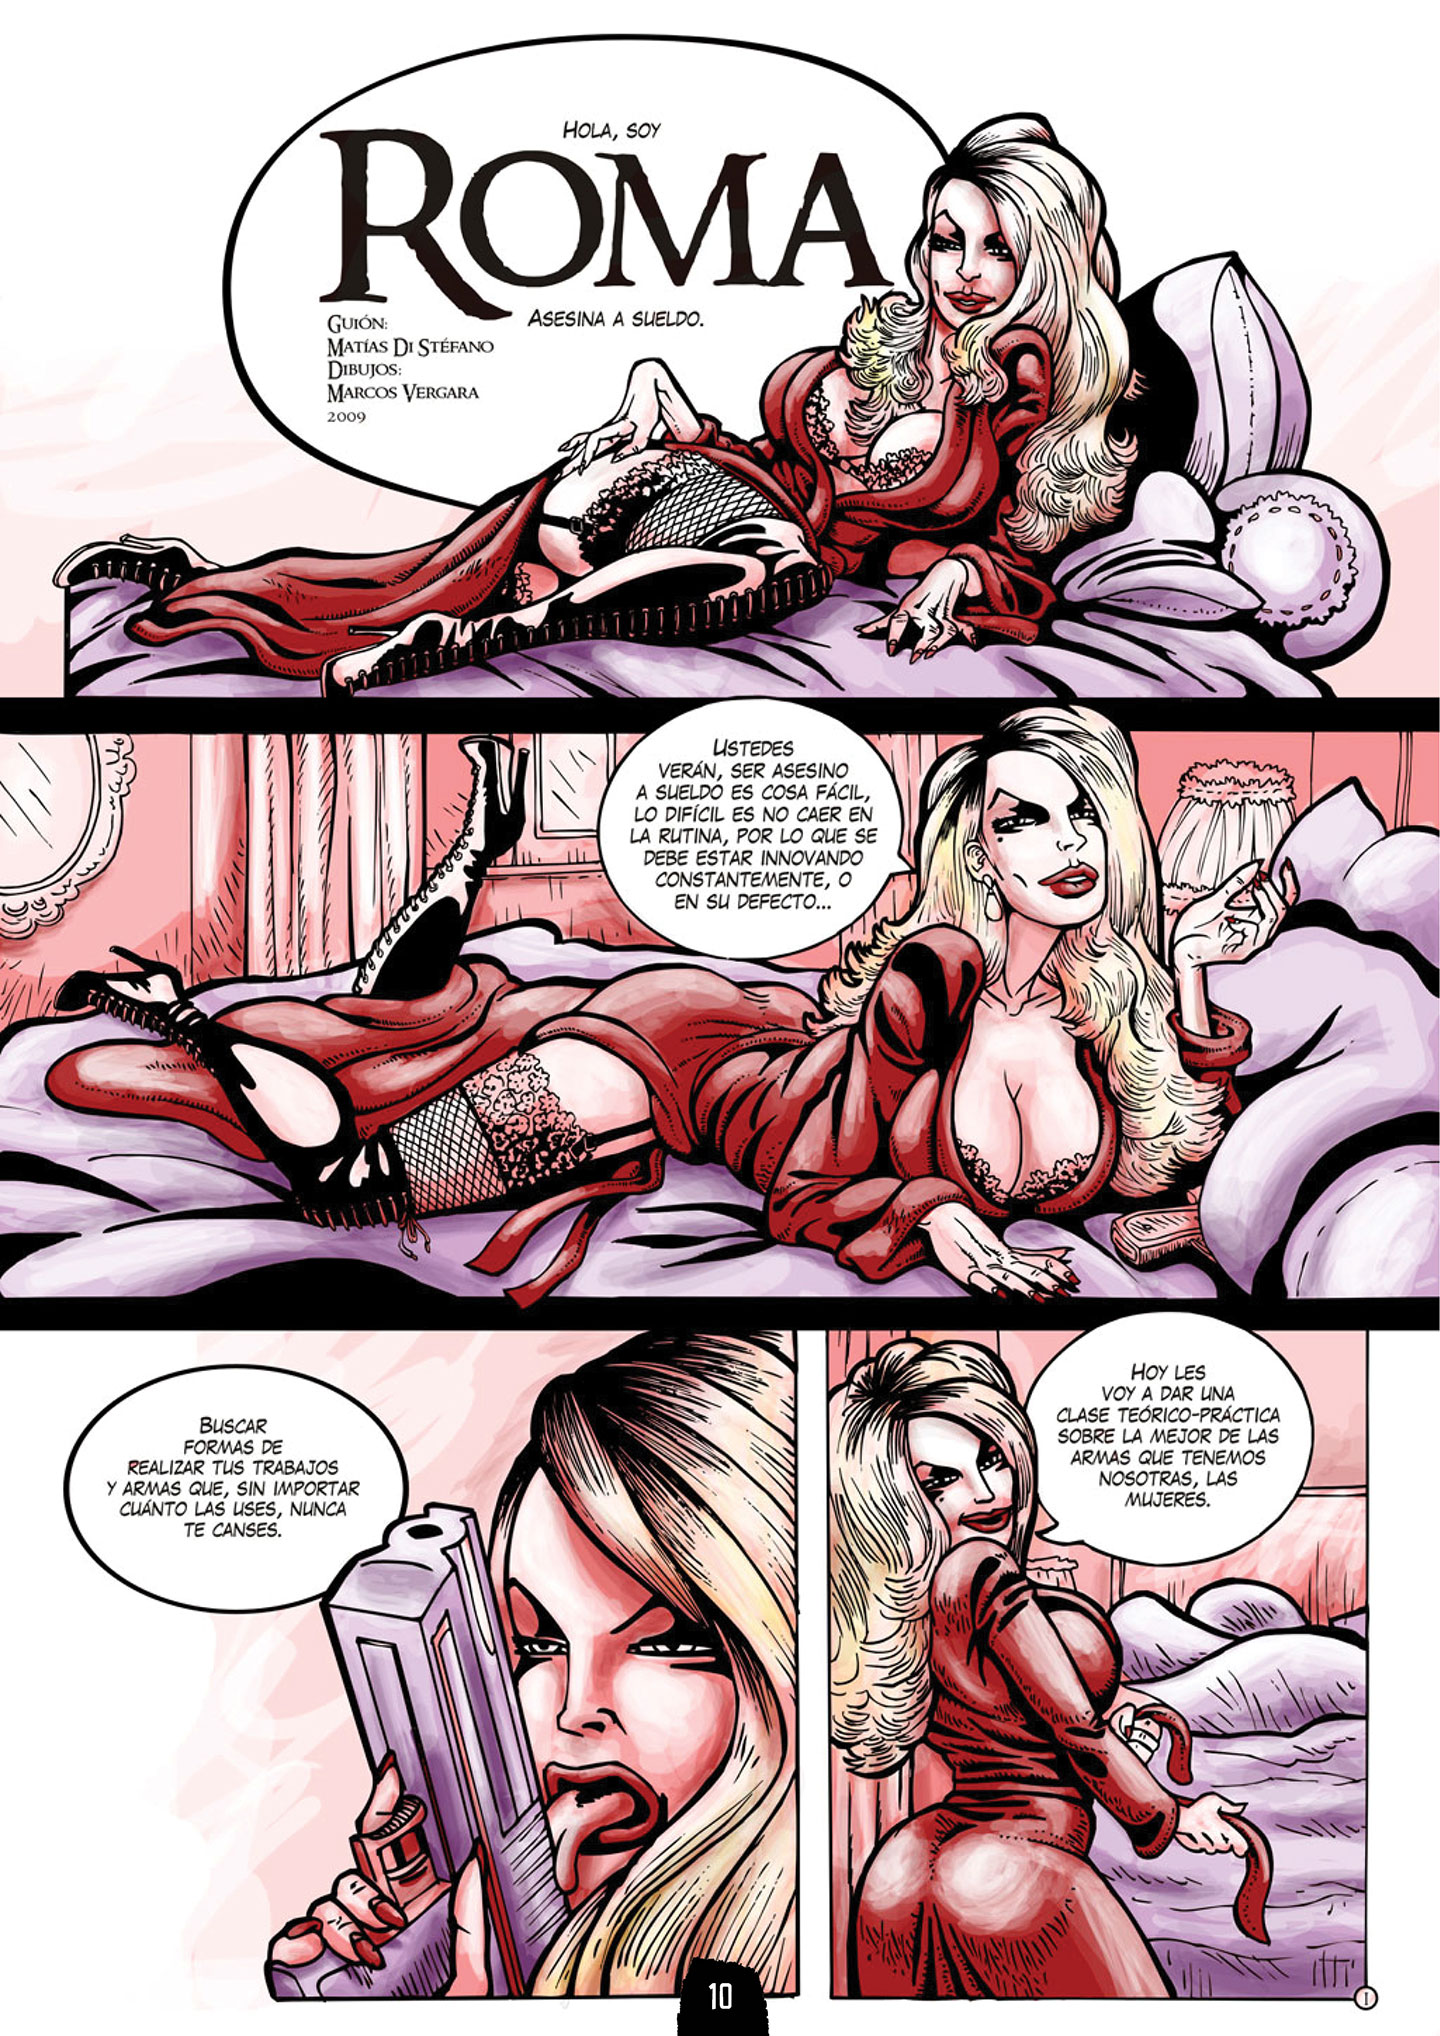 Hola, soy
Roma
Asesina a sueldo.
Guión:
Matías Di Stéfano
Dibujos:
Marcos Vergara
2009
Ustedes
verán, ser asesino
a sueldo es cosa fácil,
lo difícil es no caer en
la rutina, por lo que se
debe estar innovando
constantemente, o
en su defecto...
Buscar
formas de
realizar tus trabajos
y armas que, sin importar
cuánto las uses, nunca
te canses.
Hoy les
voy a dar una
clase teórico-práctica
sobre la mejor de las
armas que tenemos
nosotras, las
mujeres.
1
10